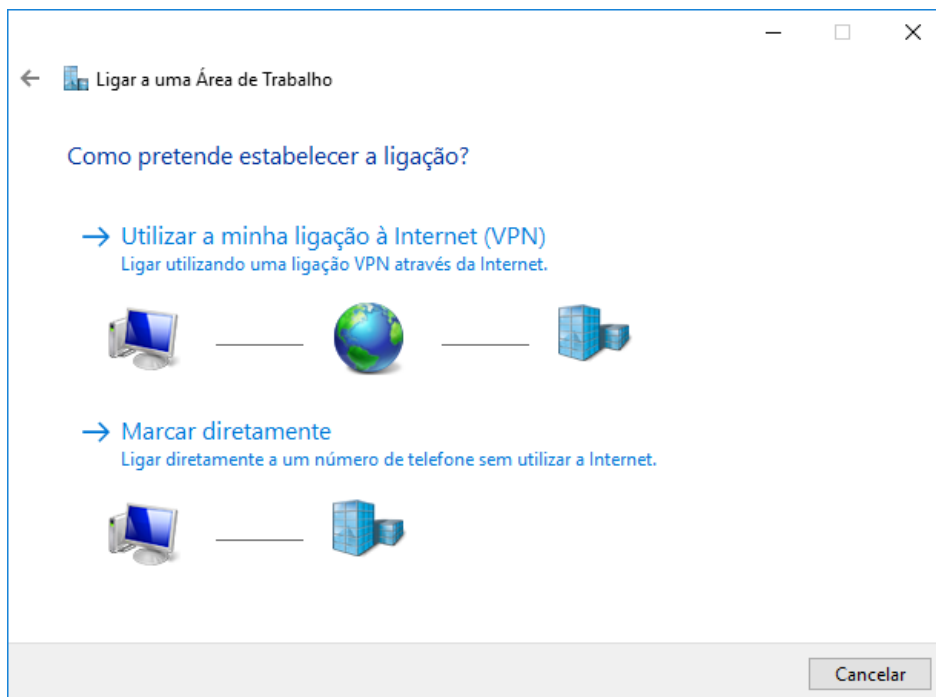 Ligar a uma Área de Trabalho
Como pretende estabelecer a ligação?
Utilizar a minha ligação à Internet (VPN)
Ligar utilizando uma ligação VPN através da Internet.
Marcar diretamente
Ligar diretamente a um número de telefone sem utilizar a Internet.
Cancelar